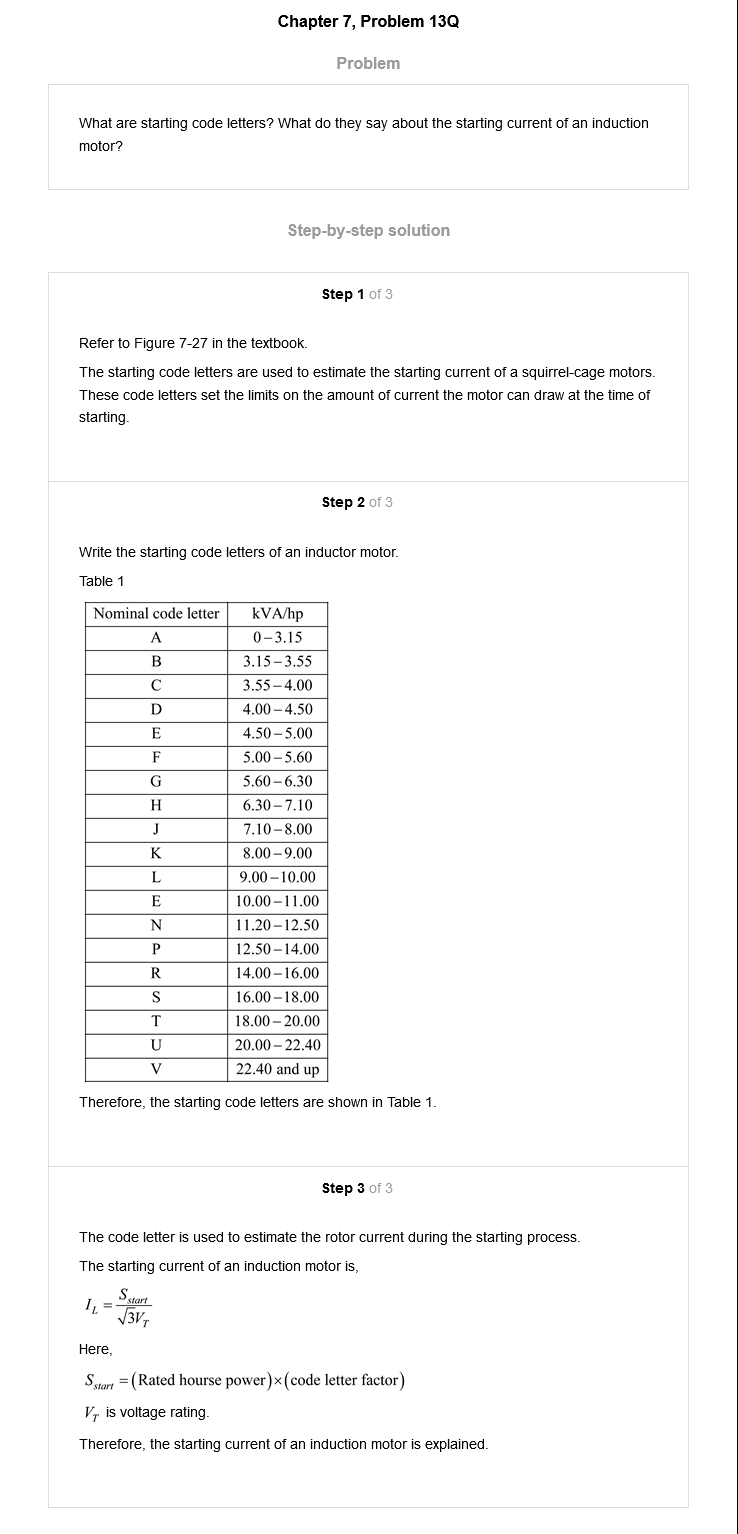 Chapter 7, Problem 13Q
Problem
What are starting code letters? What do they say about the starting current of an induction
motor?
Step-by-step solution
Step 1 of 3
Refer to Figure 7-27 in the textbook.
The starting code letters are used to estimate the starting current of a squirrel-cage motors.
These code letters set the limits on the amount of current the motor can draw at the time of
starting.
Step 2 of 3
Write the starting code letters of an inductor motor.
Table 1
Nominal code letter kVA/hp
A 0–3.15
B 3.15–3.55
C 3.55–4.00
D 4.00–4.50
E 4.50–5.00
F 5.00–5.60
G 5.60–6.30
H 6.30–7.10
J 7.10–8.00
K 8.00–9.00
L 9.00–10.00
E 10.00–11.00
N 11.20–12.50
P 12.50–14.00
R 14.00–16.00
S 16.00–18.00
T 18.00–20.00
U 20.00–22.40
V 22.40 and up
Therefore, the starting code letters are shown in Table 1.
Step 3 of 3
The code letter is used to estimate the rotor current during the starting process.
The starting current of an induction motor is,
I_L = S_start / √3V_T
Here,
S_start = (Rated hourse power)×(code letter factor)
V_T is voltage rating.
Therefore, the starting current of an induction motor is explained.